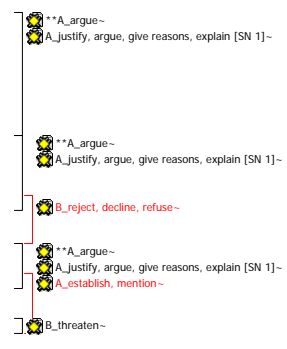 **A_argue~
A_justify, argue, give reasons, explain [SN 1]~
**A_argue~
A_justify, argue, give reasons, explain [SN 1]~
B_reject, decline, refuse~
**A_argue~
A_justify, argue, give reasons, explain [SN 1]~
A_establish, mention~
B_threaten~